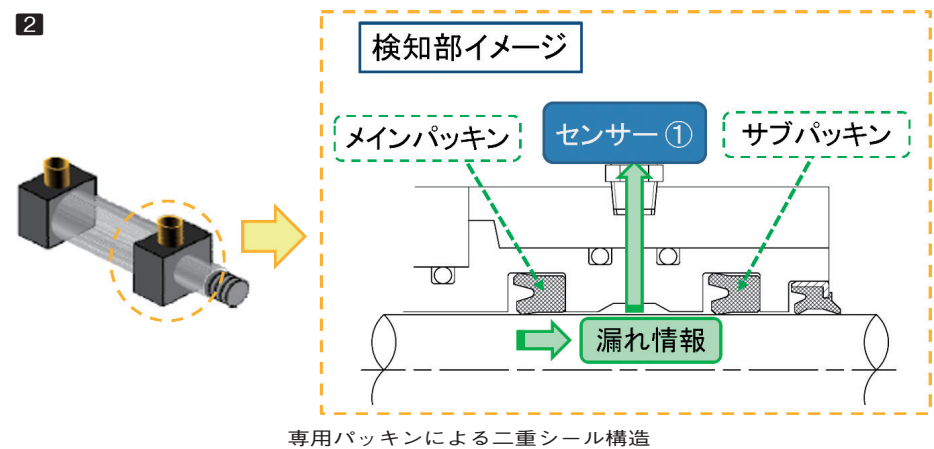 2
検知部イメージ
メインパッキン
センサー①
サブパッキン
漏れ情報
専用パッキンによる二重シール構造